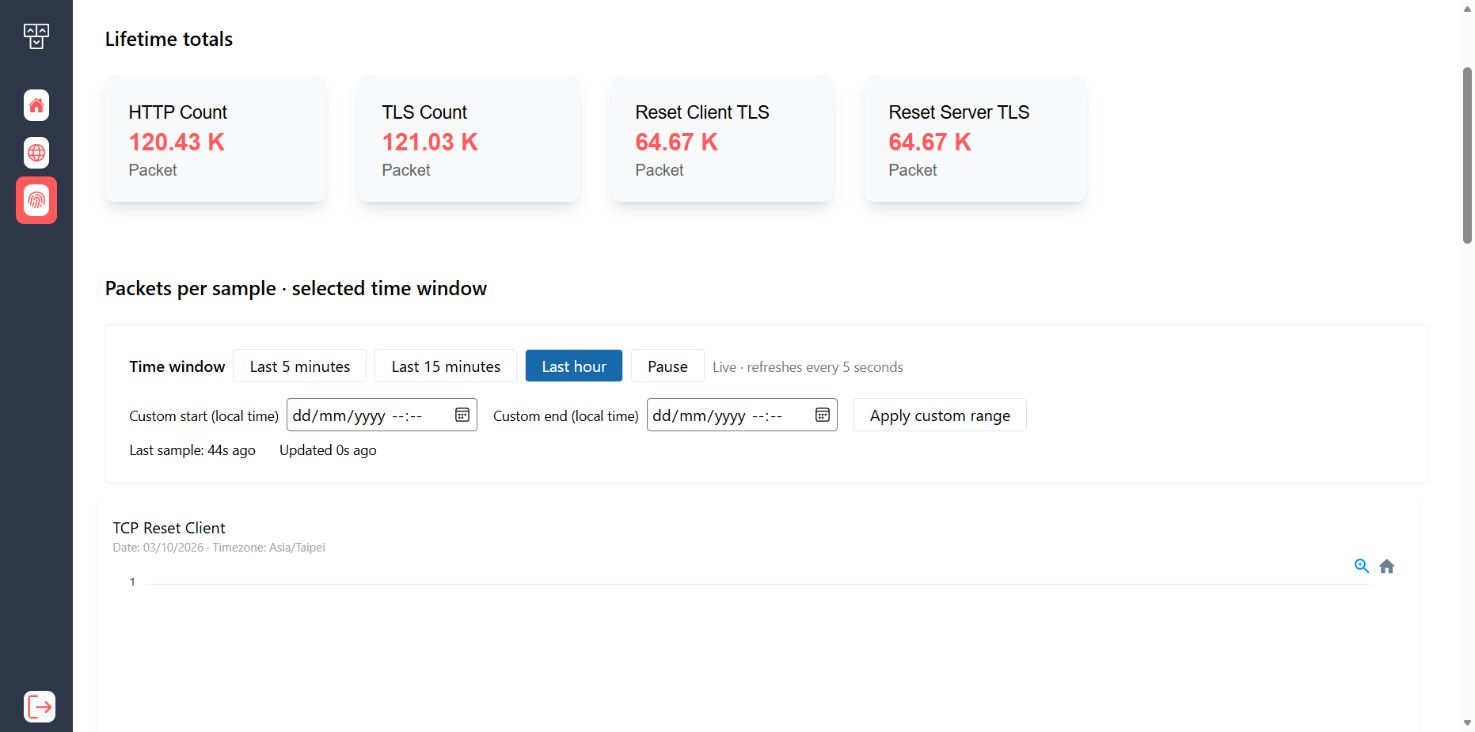 Lifetime totals
HTTP Count
120.43 K
Packet
TLS Count
121.03 K
Packet
Reset Client TLS
64.67 K
Packet
Reset Server TLS
64.67 K
Packet
Packets per sample · selected time window
Time window Last 5 minutes Last 15 minutes Last hour Pause Live · refreshes every 5 seconds
Custom start (local time) dd/mm/yyyy --:-- Custom end (local time) dd/mm/yyyy --:-- Apply custom range
Last sample: 44s ago Updated 0s ago
TCP Reset Client
Date: 03/10/2026 · Timezone: Asia/Taipei
1